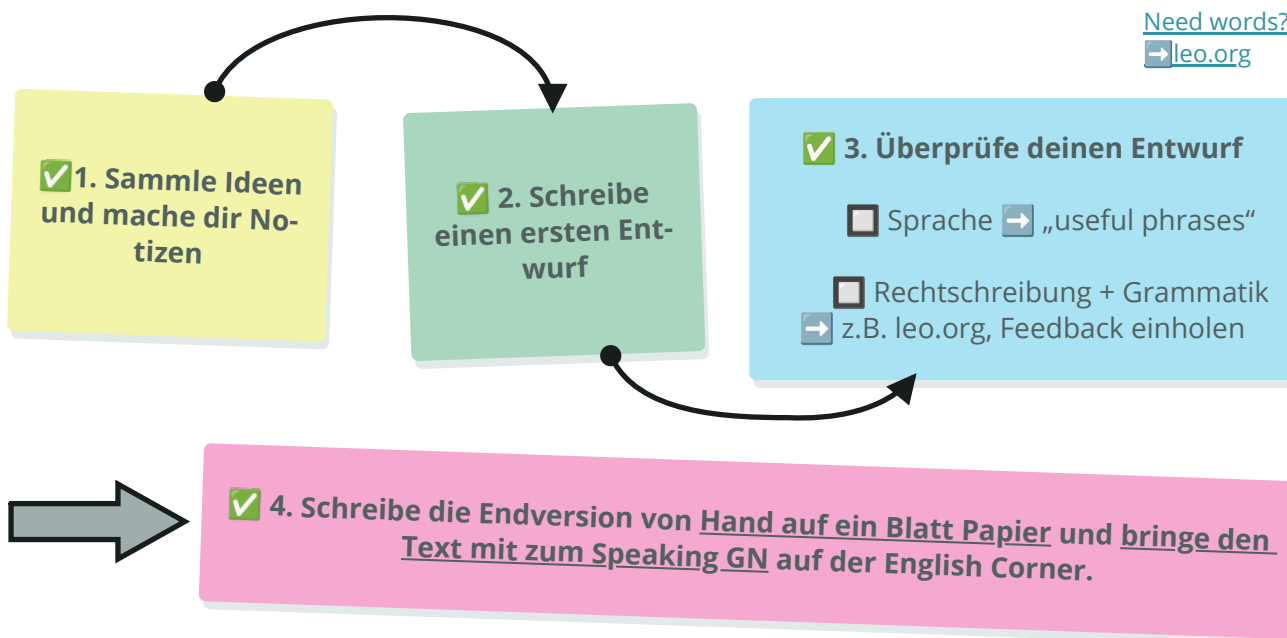 Need words?
➡️leo.org
✅1. Sammle Ideen
und mache dir No-
tizen
✅ 2. Schreibe
einen ersten Ent-
wurf
✅ 3. Überprüfe deinen Entwurf
🔲 Sprache ➡️ „useful phrases“
🔲 Rechtschreibung + Grammatik
➡️ z.B. leo.org, Feedback einholen
✅ 4. Schreibe die Endversion von Hand auf ein Blatt Papier und bringe den
Text mit zum Speaking GN auf der English Corner.